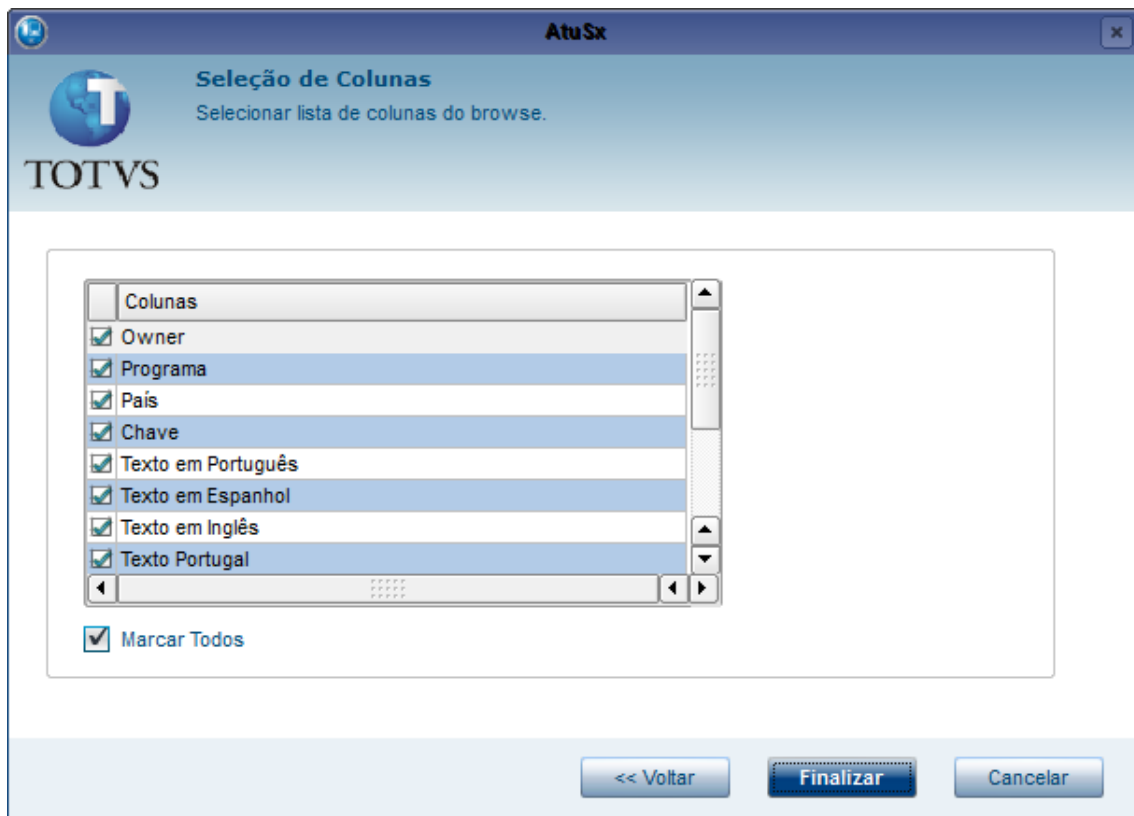 AtuSx
Seleção de Colunas
Selecionar lista de colunas do browse.
TOTVS
Colunas
Owner
Programa
País
Chave
Texto em Português
Texto em Espanhol
Texto em Inglês
Texto Portugal
Marcar Todos
<< Voltar
Finalizar
Cancelar